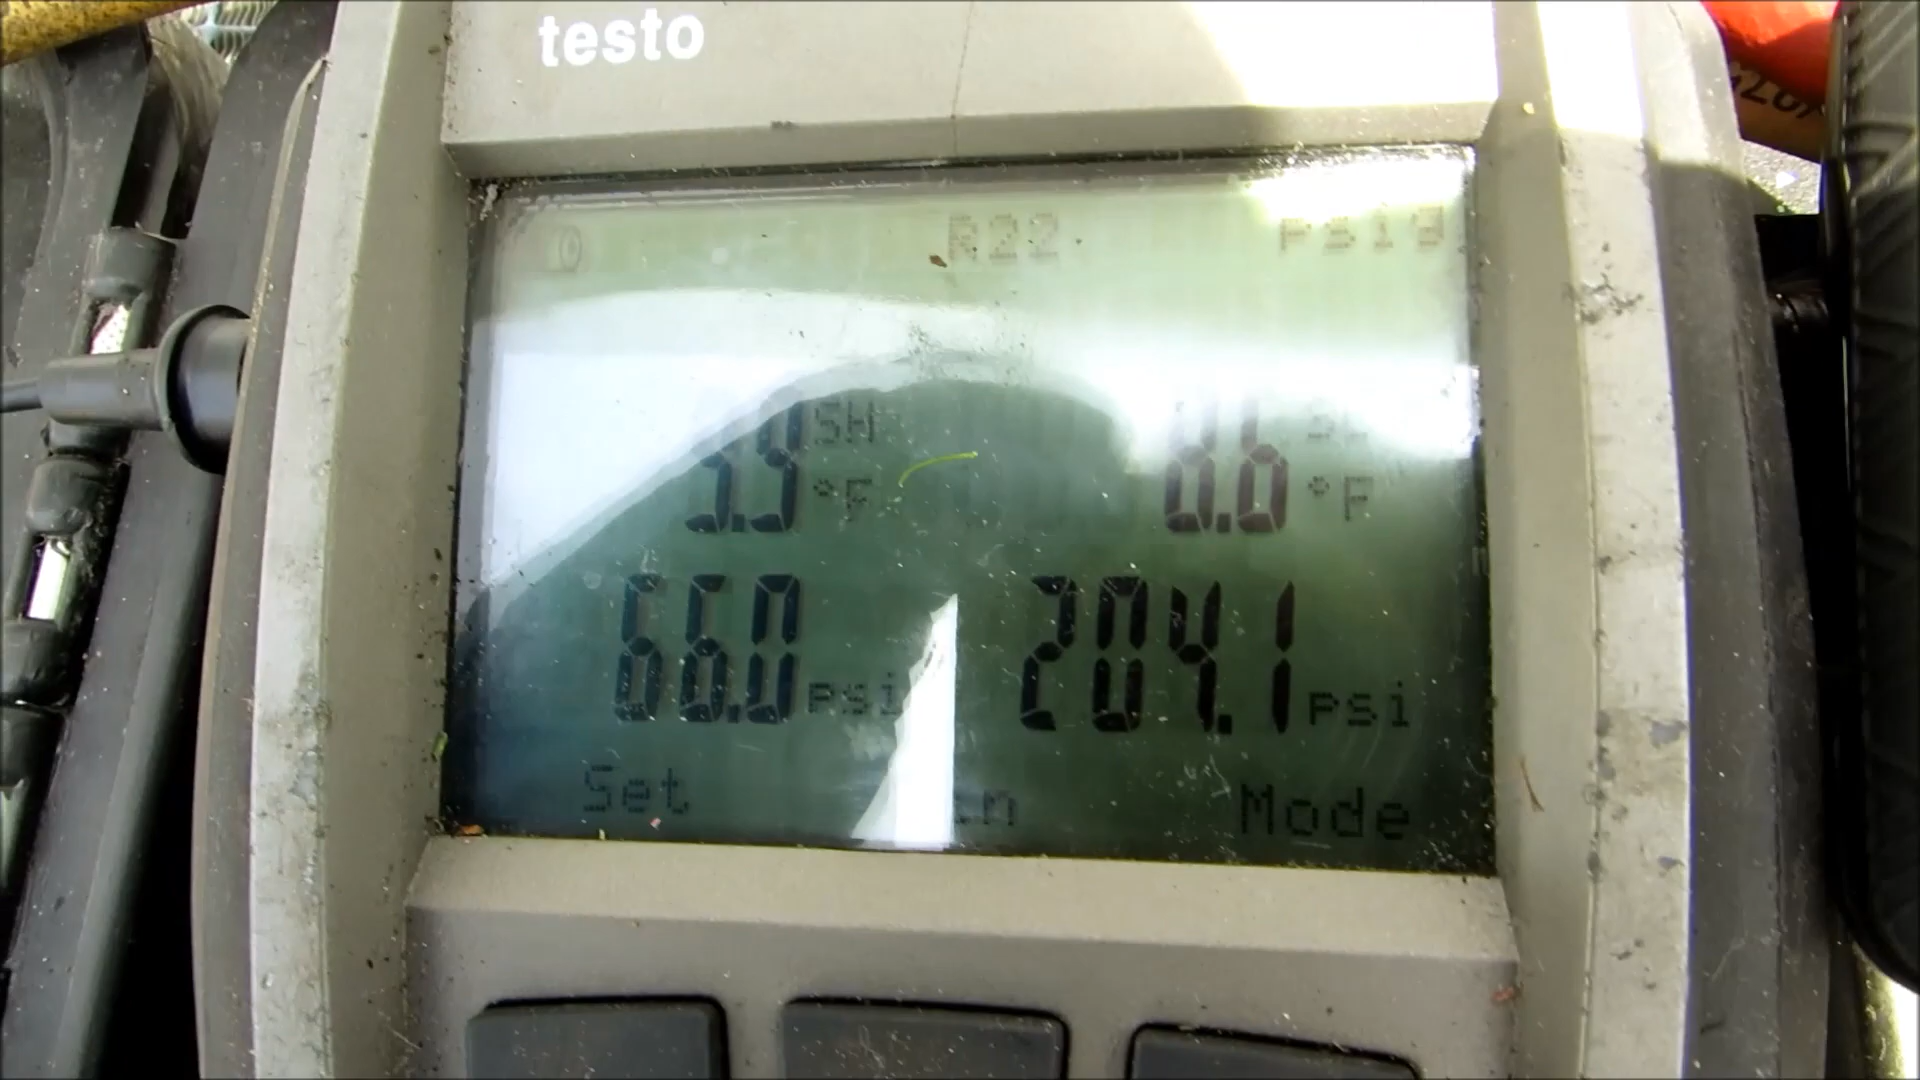 testo
R22 Psig
SH
°F °F
66.0 psi 204.1 psi
Set Mode